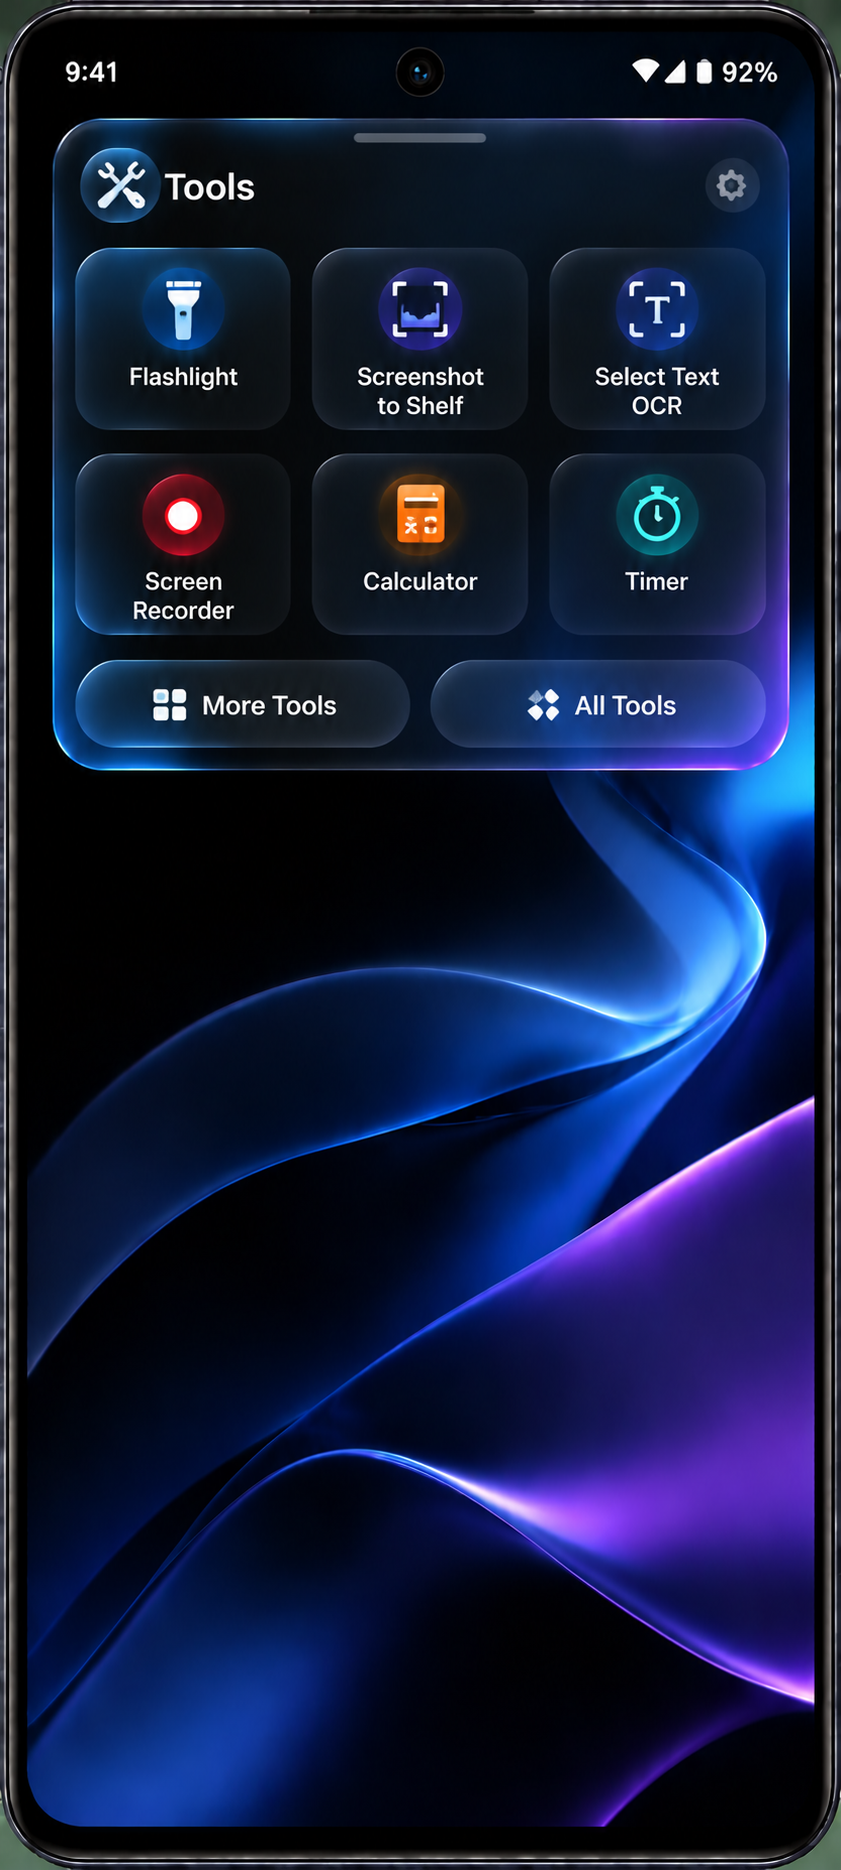 9:41
92%
Tools
Flashlight
Screenshot
to Shelf
Select Text
OCR
Screen
Recorder
Calculator
Timer
More Tools
All Tools